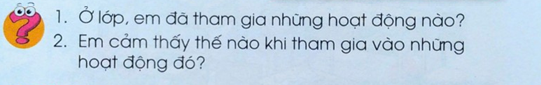 1. Ở lớp, em đã tham gia những hoạt động nào?
2. Em cảm thấy thế nào khi tham gia vào những
hoạt động đó?